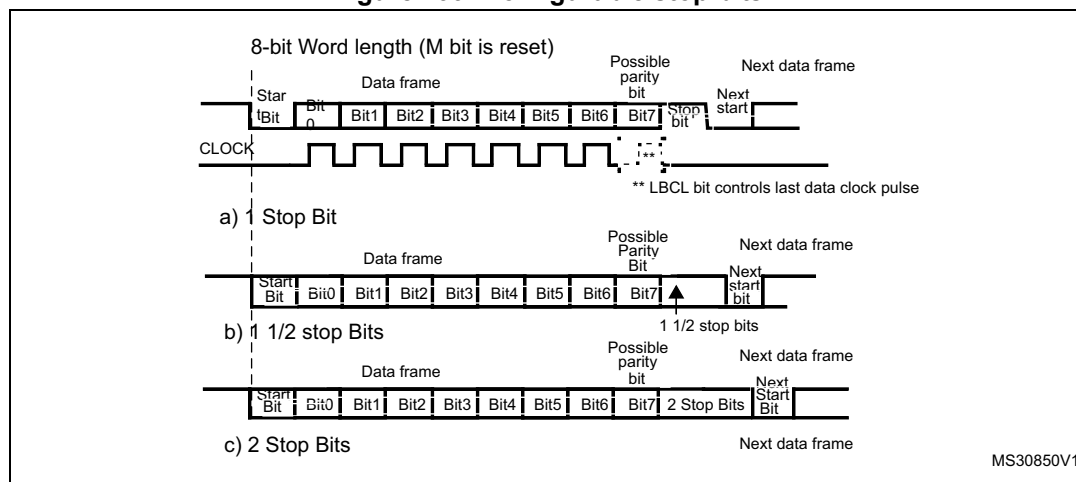 8-bit Word length (M bit is reset)
Possible
parity
bit
Data frame
Next data frame
Star
t
Bit
Bit
0
Bit1
Bit2
Bit3
Bit4
Bit5
Bit6
Bit7
Stop
bit
Next
start
CLOCK
**
** LBCL bit controls last data clock pulse
a) 1 Stop Bit
Possible
Parity
Bit
Data frame
Next data frame
Start
Bit
Bit0
Bit1
Bit2
Bit3
Bit4
Bit5
Bit6
Bit7
Next
start
bit
1 1/2 stop bits
b) 1 1/2 stop Bits
Possible
parity
bit
Data frame
Next data frame
Start
Bit
Bit0
Bit1
Bit2
Bit3
Bit4
Bit5
Bit6
Bit7
2 Stop Bits
Next
Start
Bit
c) 2 Stop Bits
Next data frame
MS30850V1